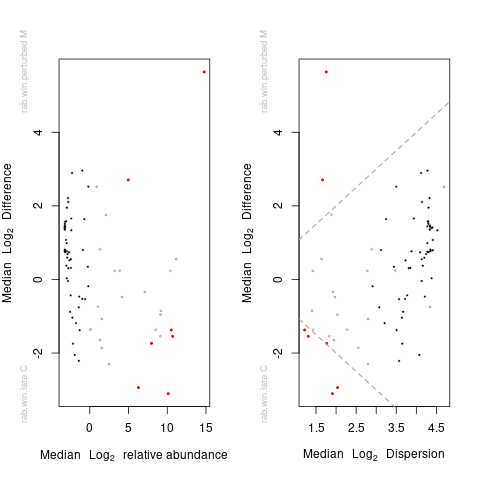 rab.win.perturbed M
rab.win.late C
Median Log2 Difference
-2 0 2 4
0 5 10 15
Median Log2 relative abundance
rab.win.perturbed M
rab.win.late C
Median Log2 Difference
-2 0 2 4
1.5 2.5 3.5 4.5
Median Log2 Dispersion